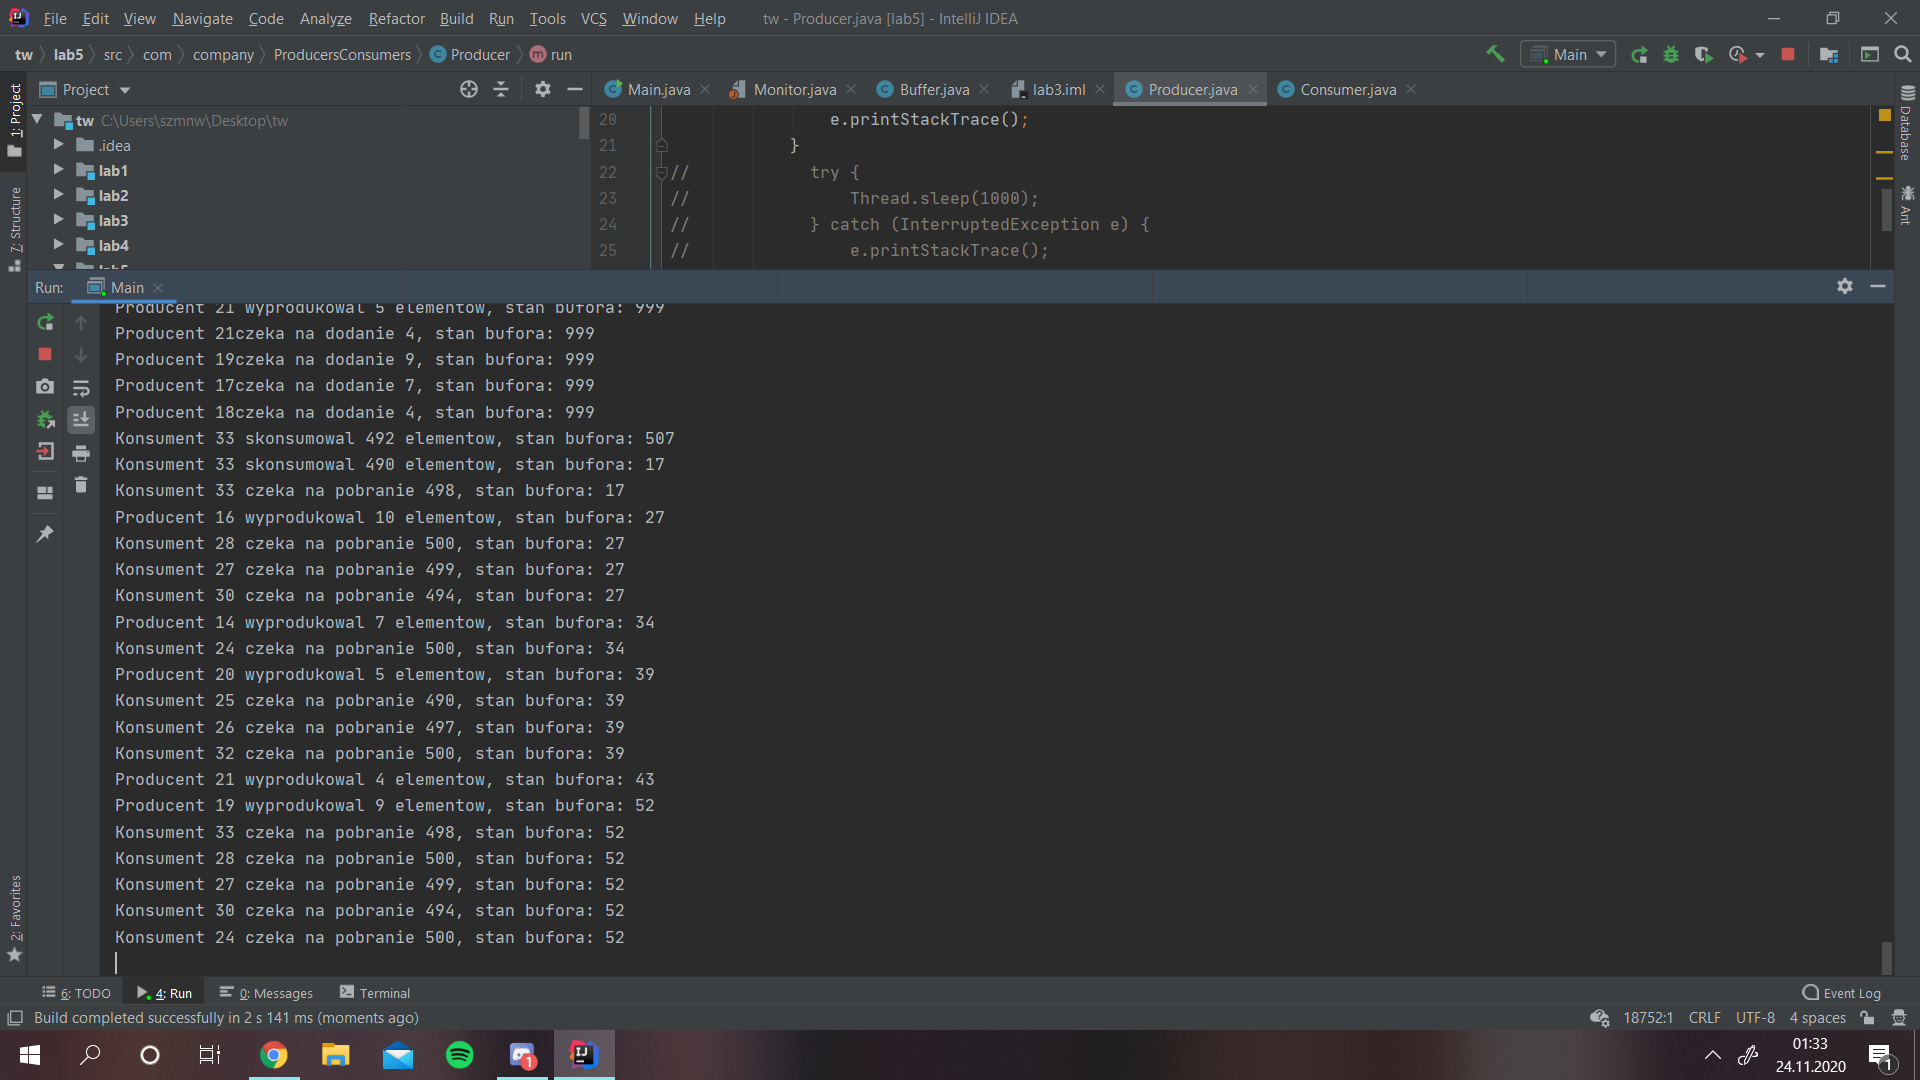 File Edit View Navigate Code Analyze Refactor Build Run Tools VCS Window Help tw - Producer.java [lab5] - IntelliJ IDEA
tw lab5 src com company ProducersConsumers Producer run Main
1: Project
7: Structure
2: Favorites
Project
tw C:\Users\szmnw\Desktop\tw
.idea
lab1
lab2
lab3
lab4
lab5
Main.java Monitor.java Buffer.java lab3.iml Producer.java Consumer.java
20 e.printStackTrace();
21 }
22 // try {
23 // Thread.sleep(1000);
24 // } catch (InterruptedException e) {
25 // e.printStackTrace();
Database
Ant
Run: Main
Producent 21 wyprodukowal 5 elementow, stan bufora: 999
Producent 21czeka na dodanie 4, stan bufora: 999
Producent 19czeka na dodanie 9, stan bufora: 999
Producent 17czeka na dodanie 7, stan bufora: 999
Producent 18czeka na dodanie 4, stan bufora: 999
Konsument 33 skonsumowal 492 elementow, stan bufora: 507
Konsument 33 skonsumowal 490 elementow, stan bufora: 17
Konsument 33 czeka na pobranie 498, stan bufora: 17
Producent 16 wyprodukowal 10 elementow, stan bufora: 27
Konsument 28 czeka na pobranie 500, stan bufora: 27
Konsument 27 czeka na pobranie 499, stan bufora: 27
Konsument 30 czeka na pobranie 494, stan bufora: 27
Producent 14 wyprodukowal 7 elementow, stan bufora: 34
Konsument 24 czeka na pobranie 500, stan bufora: 34
Producent 20 wyprodukowal 5 elementow, stan bufora: 39
Konsument 25 czeka na pobranie 490, stan bufora: 39
Konsument 26 czeka na pobranie 497, stan bufora: 39
Konsument 32 czeka na pobranie 500, stan bufora: 39
Producent 21 wyprodukowal 4 elementow, stan bufora: 43
Producent 19 wyprodukowal 9 elementow, stan bufora: 52
Konsument 33 czeka na pobranie 498, stan bufora: 52
Konsument 28 czeka na pobranie 500, stan bufora: 52
Konsument 27 czeka na pobranie 499, stan bufora: 52
Konsument 30 czeka na pobranie 494, stan bufora: 52
Konsument 24 czeka na pobranie 500, stan bufora: 52
6: TODO 4: Run 0: Messages Terminal Event Log
Build completed successfully in 2 s 141 ms (moments ago) 18752:1 CRLF UTF-8 4 spaces
01:33
24.11.2020
1
1